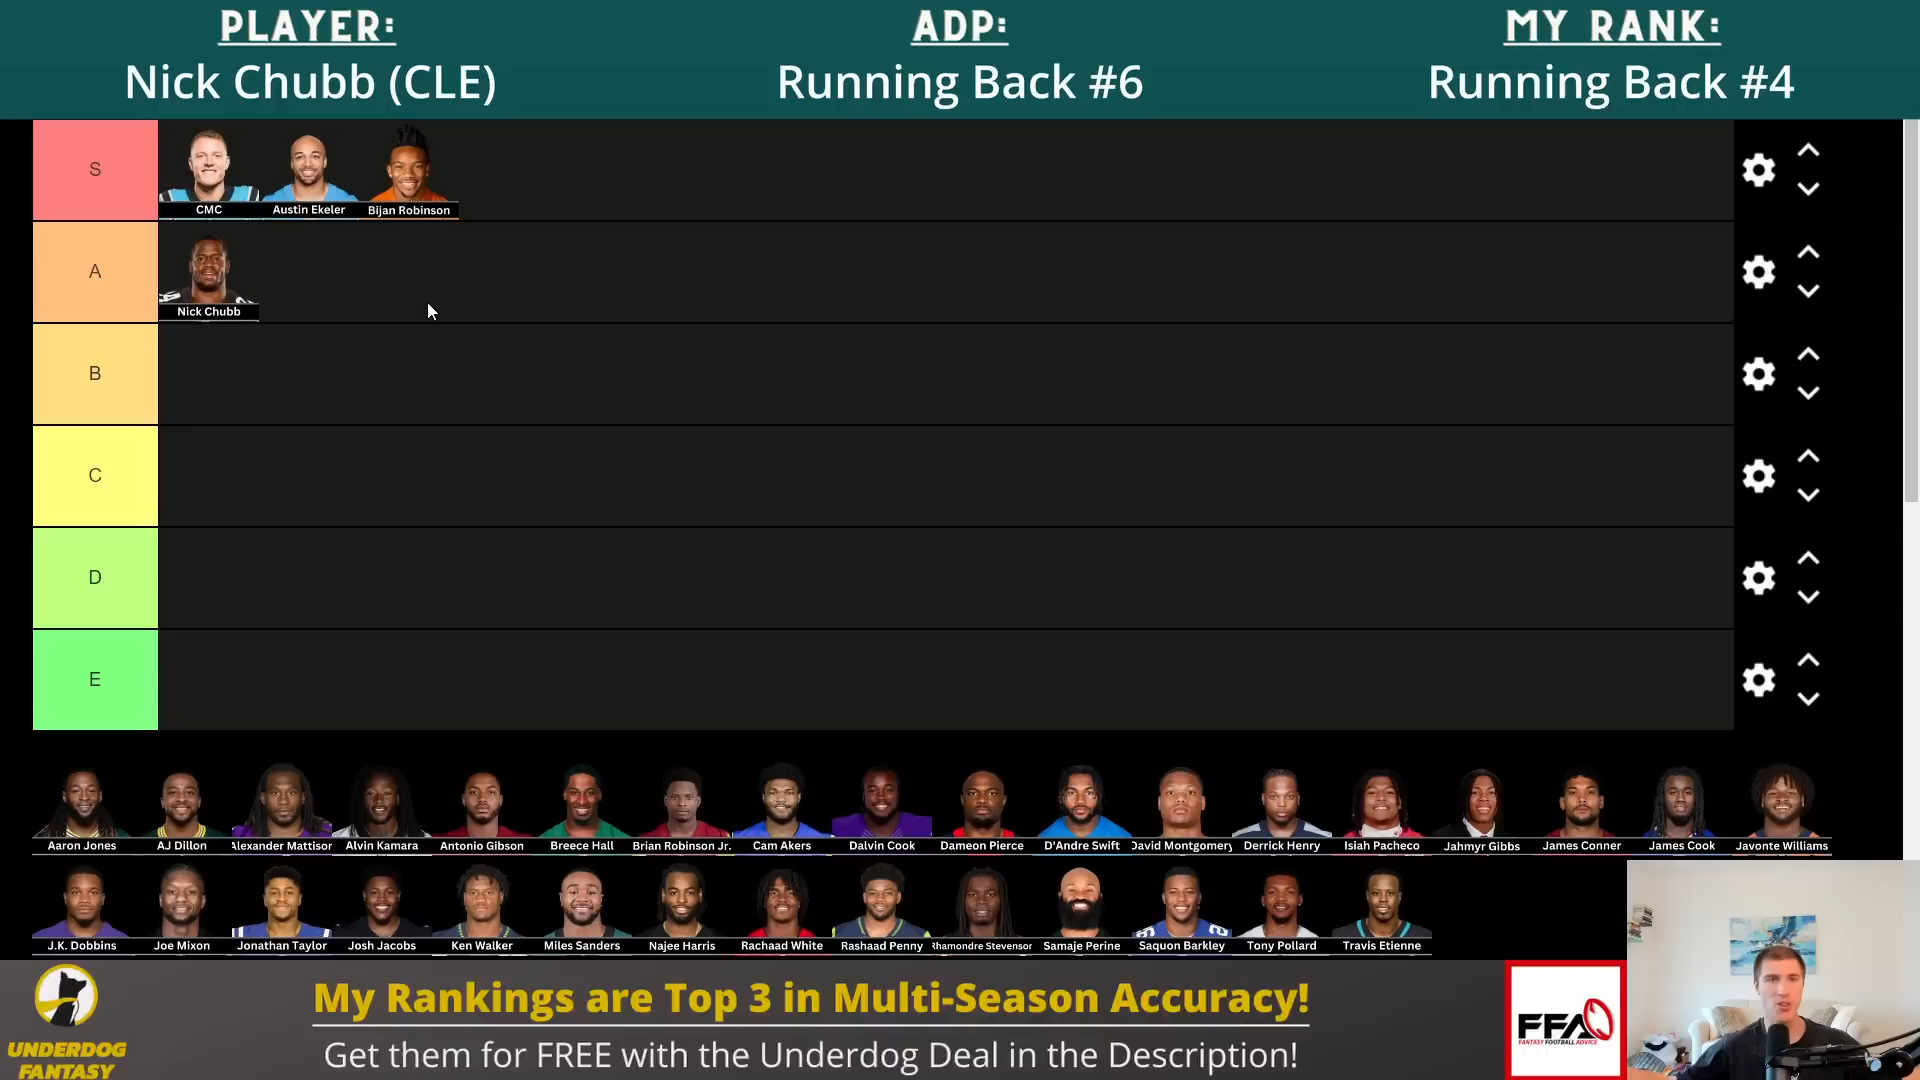 PLAYER:
Nick Chubb (CLE)
ADP:
Running Back #6
MY RANK:
Running Back #4
S
CMC
Austin Ekeler
Bijan Robinson
A
Nick Chubb
B
C
D
E
Aaron Jones
AJ Dillon
Alexander Mattison
Alvin Kamara
Antonio Gibson
Breece Hall
Brian Robinson Jr.
Cam Akers
Dalvin Cook
Dameon Pierce
D'Andre Swift
David Montgomery
Derrick Henry
Isiah Pacheco
Jahmyr Gibbs
James Conner
James Cook
Javonte Williams
J.K. Dobbins
Joe Mixon
Jonathan Taylor
Josh Jacobs
Ken Walker
Miles Sanders
Najee Harris
Rachaad White
Rashaad Penny
Rhamondre Stevenson
Samaje Perine
Saquon Barkley
Tony Pollard
Travis Etienne
UNDERDOG
FANTASY
My Rankings are Top 3 in Multi-Season Accuracy!
Get them for FREE with the Underdog Deal in the Description!
FFA
FANTASY FOOTBALL ADVICE